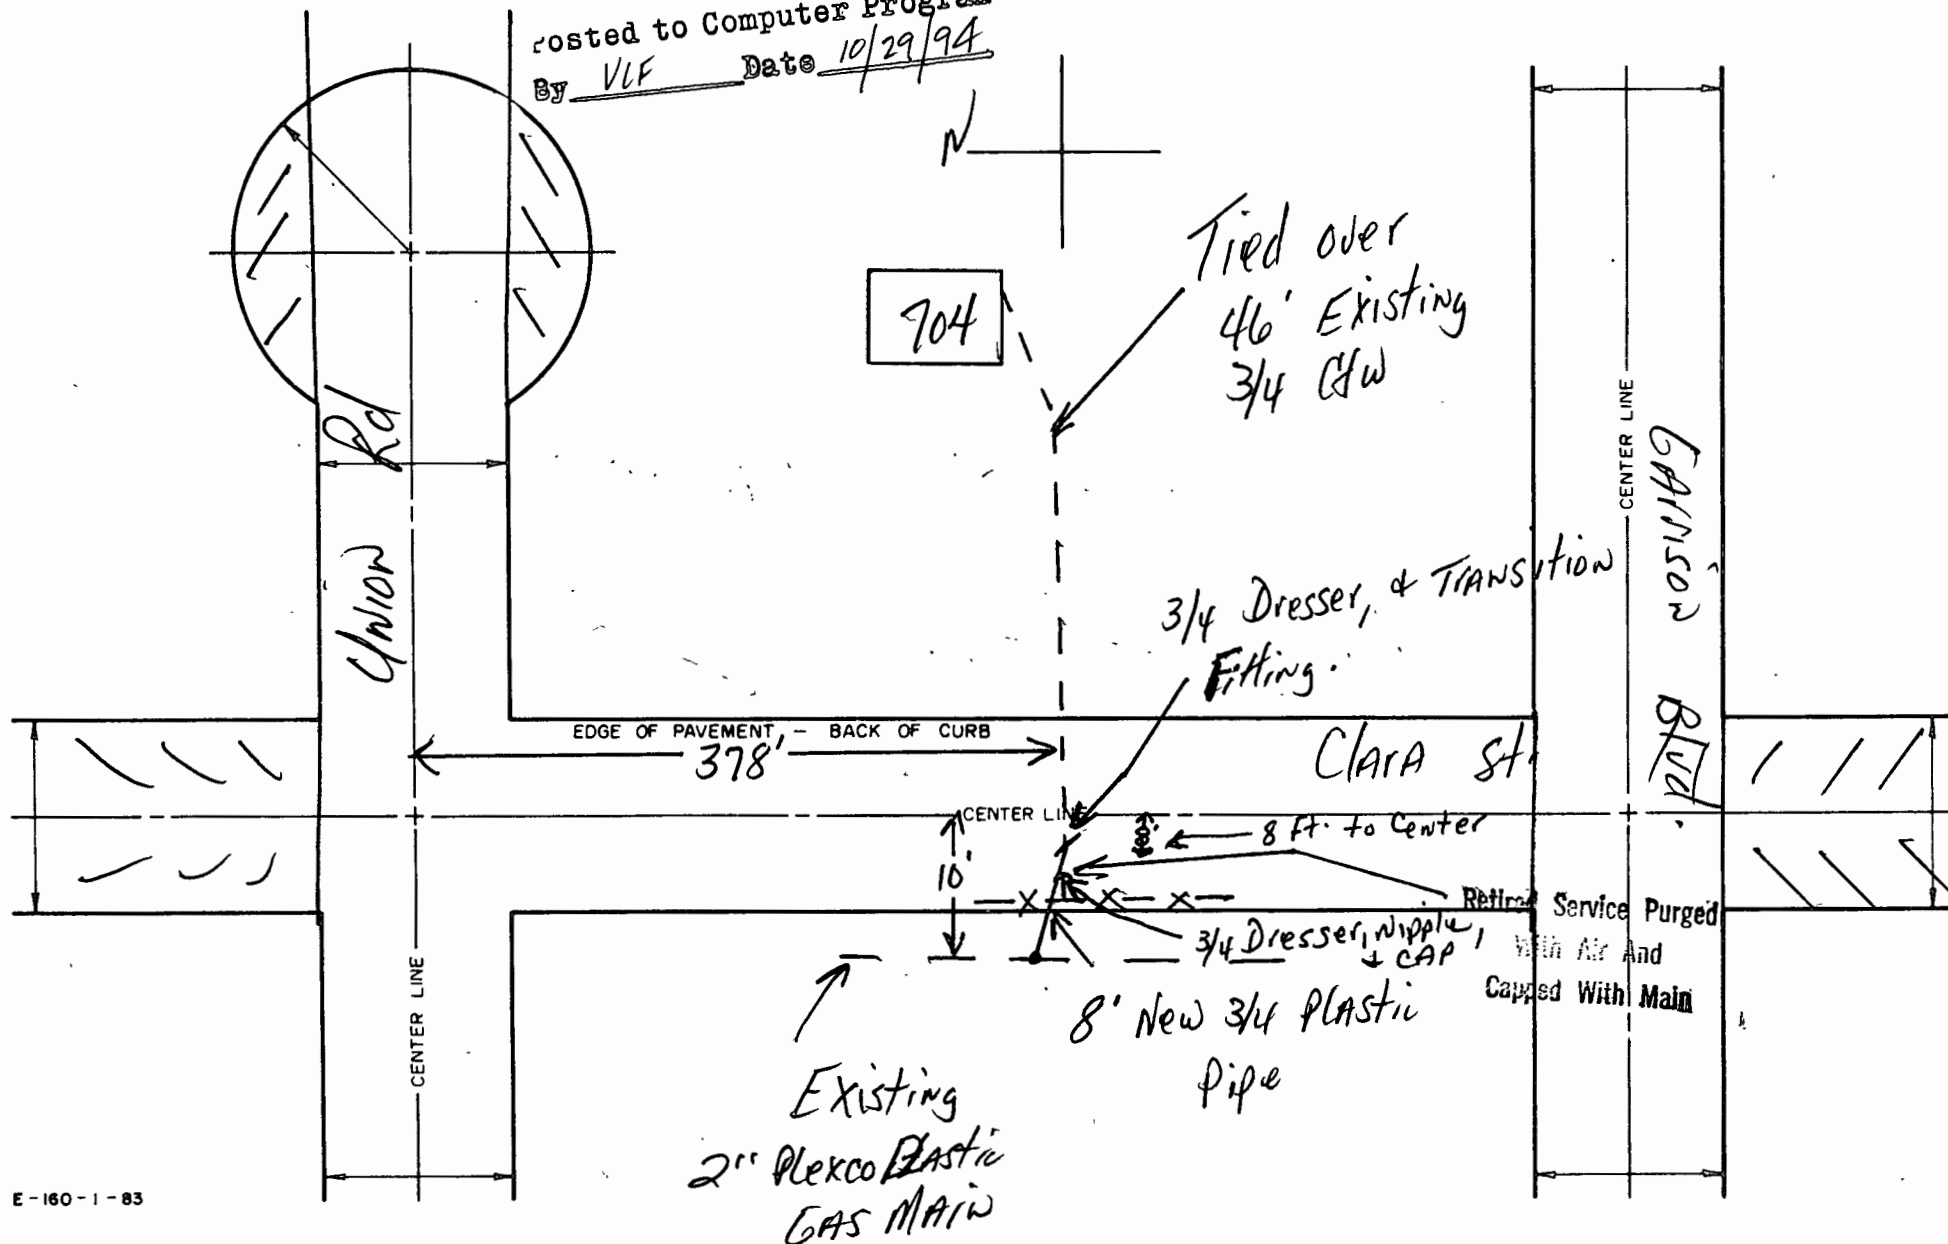 Posted to Computer Program
By VLF Date 10/29/94
N
704
Tied over
46' Existing
3/4
Union Rd
CENTER LINE
GARRISON Blvd.
3/4 Dresser, & TRANSITION
Fitting.
EDGE OF PAVEMENT, - BACK OF CURB
378'
Clara St.
CENTER LINE
8'
8 Ft. to Center
10'
X X X
Retired Service Purged
With Air And
Capped With Main
3/4 Dresser, Nipple,
& CAP
CENTER LINE
8' New 3/4 Plastic
Pipe
Existing
2" Plexco Plastic
GAS MAIN
E-160-1-83